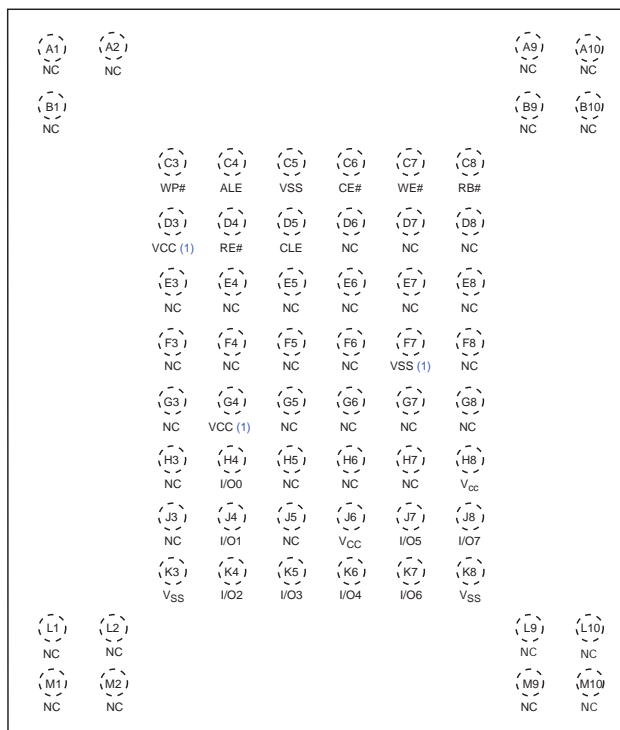 A1 A2 A9 A10
NC NC NC NC
B1 B9 B10
NC NC NC
C3 C4 C5 C6 C7 C8
WP# ALE VSS CE# WE# RB#
D3 D4 D5 D6 D7 D8
VCC (1) RE# CLE NC NC NC
E3 E4 E5 E6 E7 E8
NC NC NC NC NC NC
F3 F4 F5 F6 F7 F8
NC NC NC NC VSS (1) NC
G3 G4 G5 G6 G7 G8
NC VCC (1) NC NC NC NC
H3 H4 H5 H6 H7 H8
NC I/O0 NC NC NC Vcc
J3 J4 J5 J6 J7 J8
NC I/O1 NC VCC I/O5 I/O7
K3 K4 K5 K6 K7 K8
VSS I/O2 I/O3 I/O4 I/O6 VSS
L1 L2 L9 L10
NC NC NC NC
M1 M2 M9 M10
NC NC NC NC